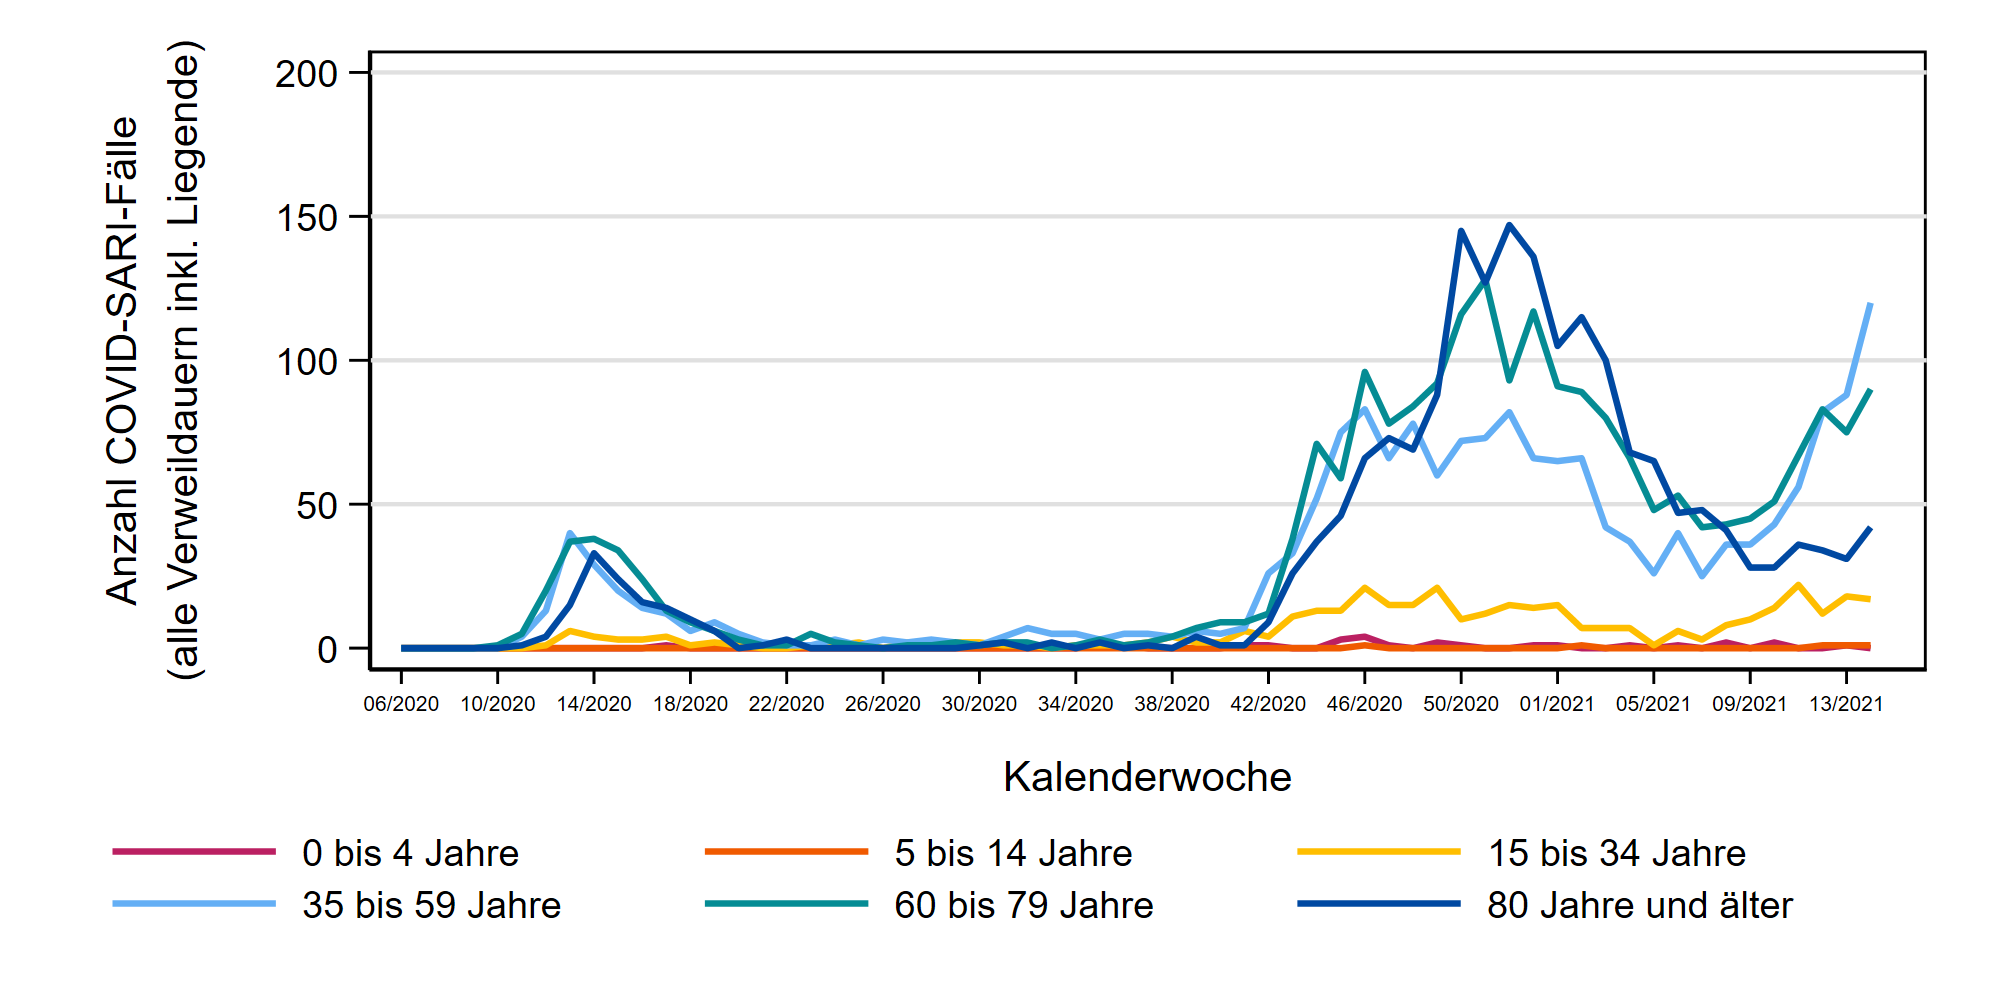 Anzahl COVID-SARI-Fälle
(alle Verweildauern inkl. Liegende)
200
150
100
50
0
06/2020 10/2020 14/2020 18/2020 22/2020 26/2020 30/2020 34/2020 38/2020 42/2020 46/2020 50/2020 01/2021 05/2021 09/2021 13/2021
Kalenderwoche
0 bis 4 Jahre 5 bis 14 Jahre 15 bis 34 Jahre
35 bis 59 Jahre 60 bis 79 Jahre 80 Jahre und älter